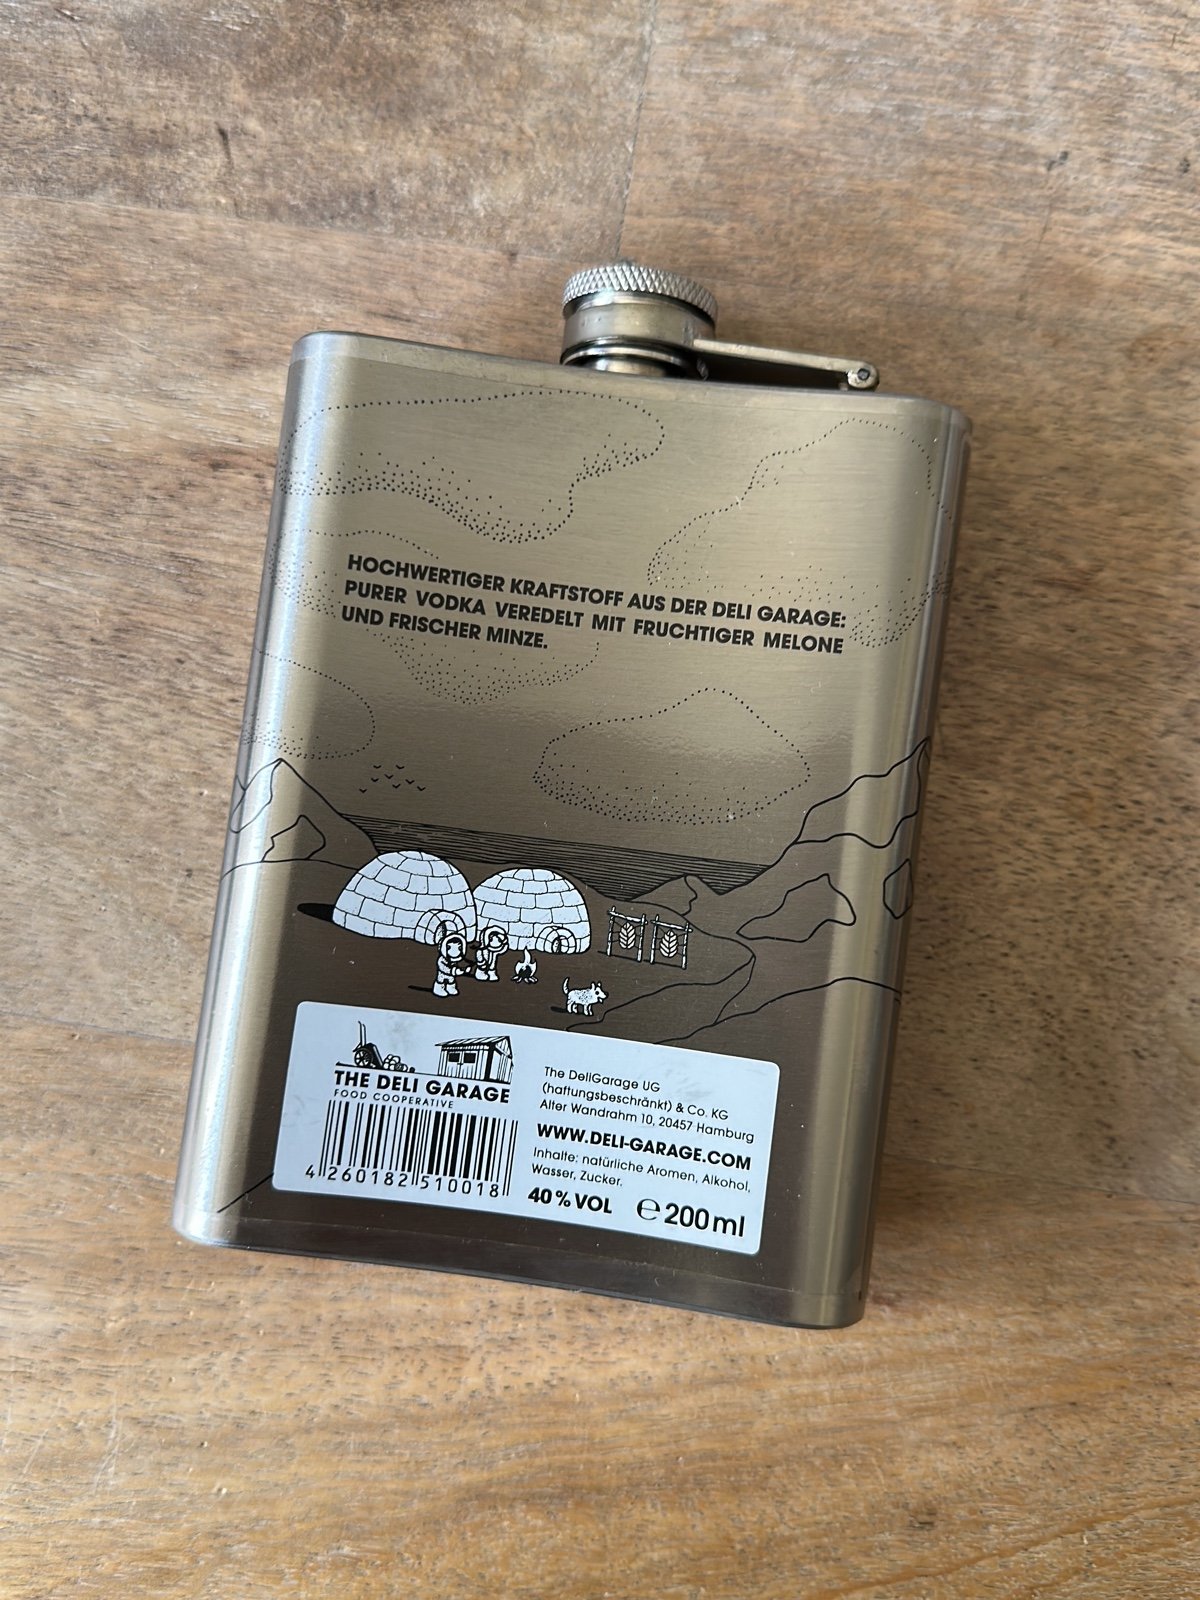 HOCHWERTIGER KRAFTSTOFF AUS DER DELI GARAGE:
PURER VODKA VEREDELT MIT FRUCHTIGER MELONE
UND FRISCHER MINZE.
THE DELI GARAGE
FOOD COOPERATIVE
4 260182 510018
The DeliGarage UG
(haftungsbeschränkt) & Co. KG
Alter Wandrahm 10, 20457 Hamburg
WWW.DELI-GARAGE.COM
Inhalte: natürliche Aromen, Alkohol,
Wasser, Zucker.
40 % VOL ℮ 200 ml